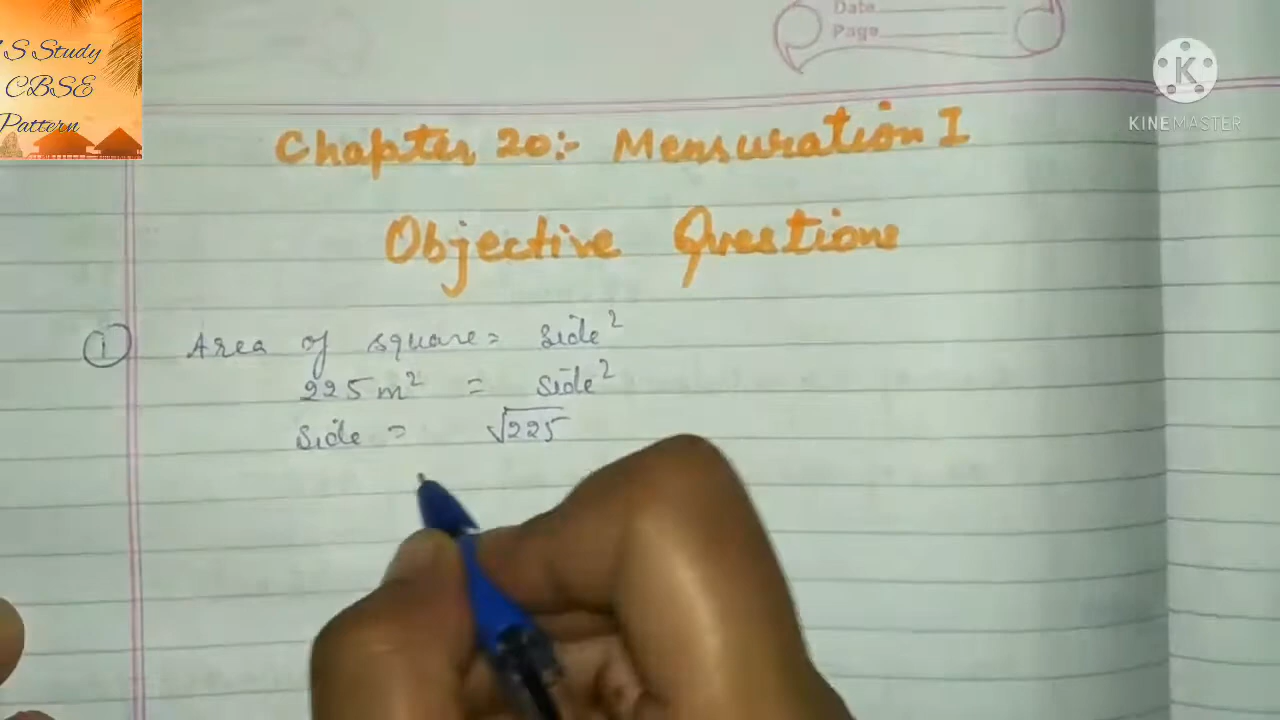 S Study
CBSE
Pattern
Date
Page
KINEMASTER
Chapter 20:- Mensuration I
Objective Questions
① Area of square = side²
225 m² = side²
side = √225